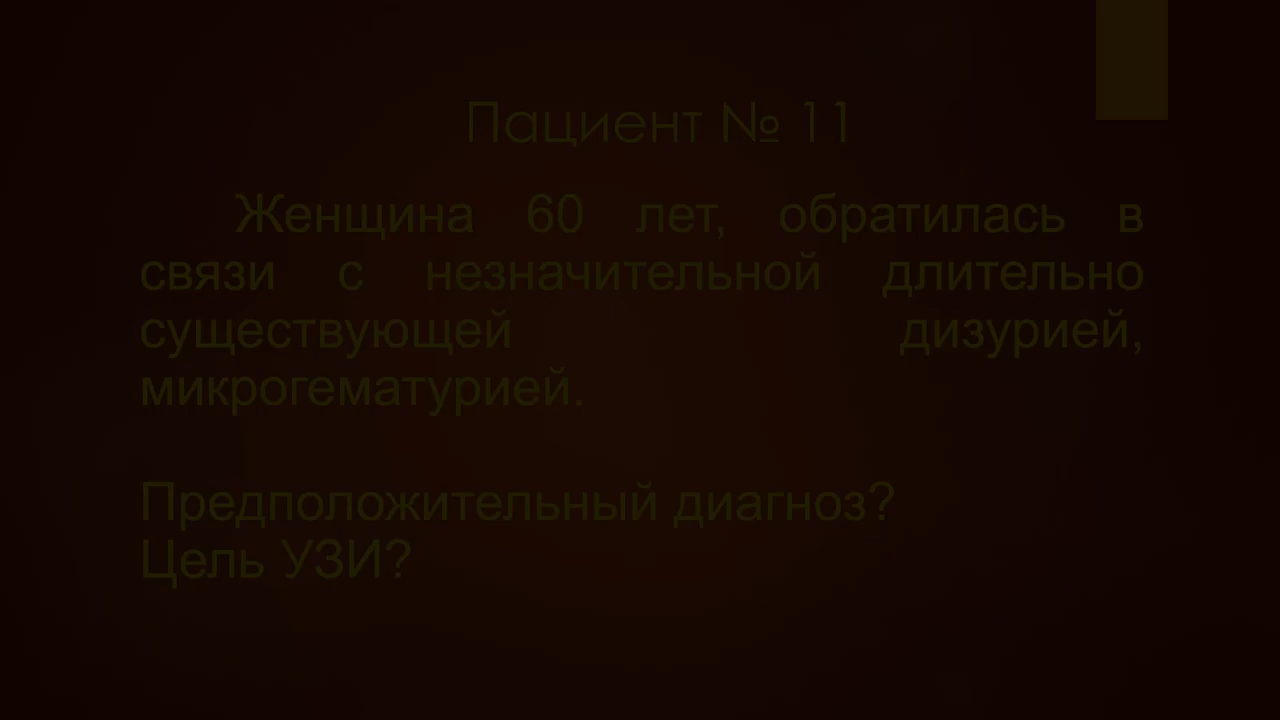 Пациент № 11
Женщина 60 лет, обратилась в
связи с незначительной длительно
существующей дизурией,
микрогематурией.
Предположительный диагноз?
Цель УЗИ?